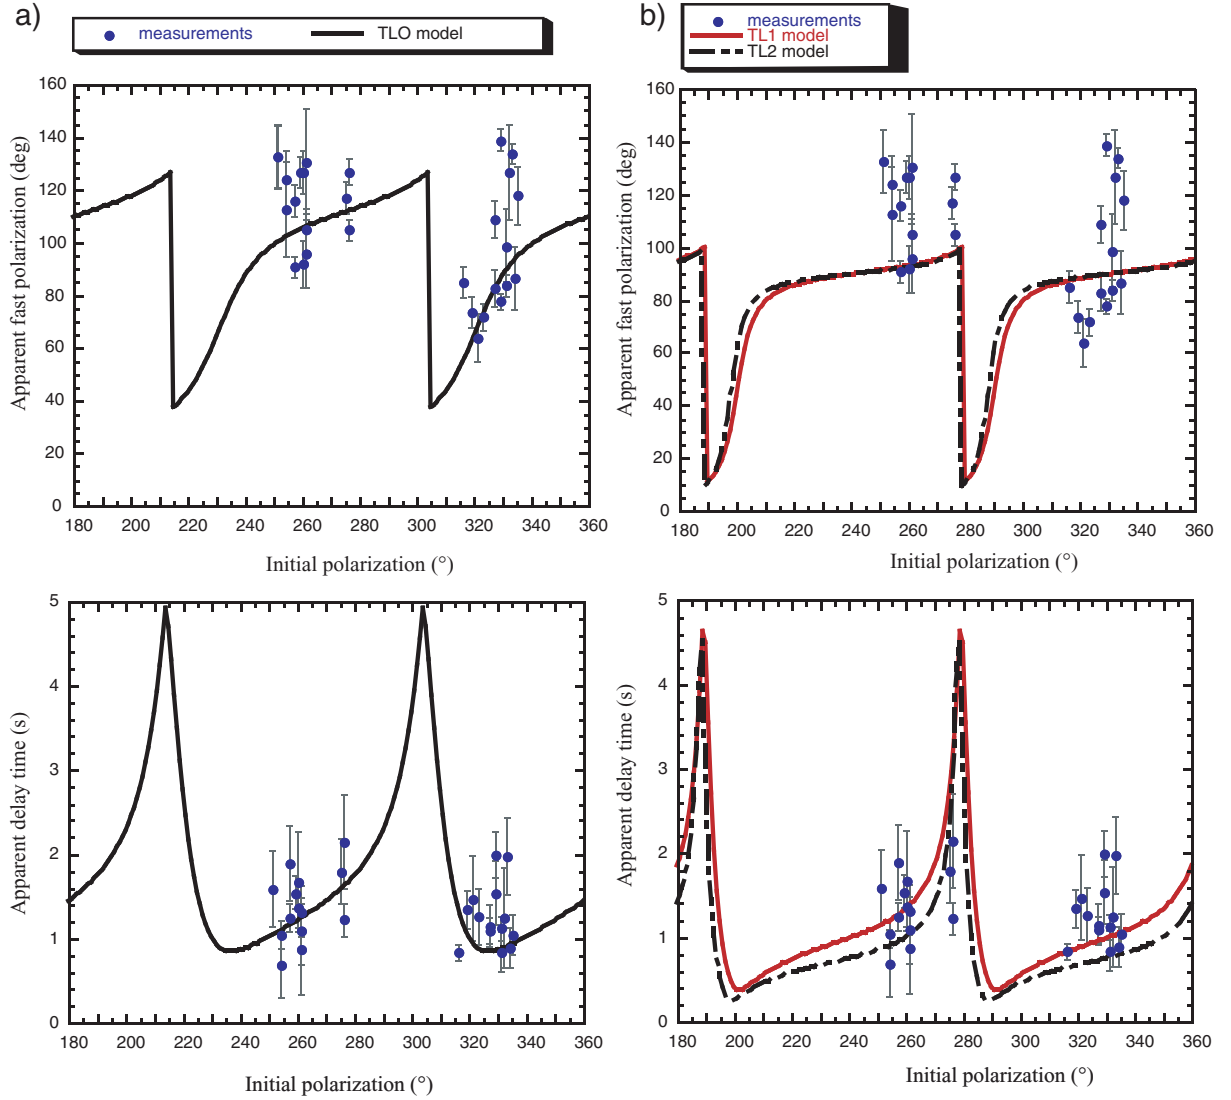 a)
measurements TLO model
160
140
120
100
80
60
40
20
0
Apparent fast polarization (deg)
180 200 220 240 260 280 300 320 340 360
Initial polarization (°)
b)
measurements
TL1 model
TL2 model
160
140
120
100
80
60
40
20
0
Apparent fast polarization (deg)
180 200 220 240 260 280 300 320 340 360
Initial polarization (°)
5
4
3
2
1
0
Apparent delay time (s)
180 200 220 240 260 280 300 320 340 360
Initial polarization (°)
5
4
3
2
1
0
Apparent delay time (s)
180 200 220 240 260 280 300 320 340 360
Initial polarization (°)